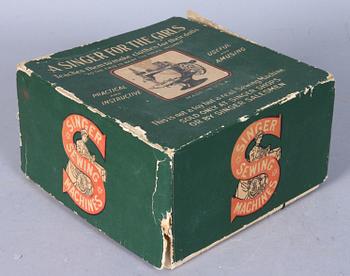 A SINGER FOR THE GIRLS
Teaches them to make clothes for their dolls
PRACTICAL
AND
INSTRUCTIVE
USEFUL
AND
AMUSING
This is not a toy but a real Sewing Machine
SOLD ONLY AT SINGER SHOPS
OR BY SINGER SALESMEN
SINGER
SEWING
MACHINES
SINGER
SEWING
MACHINES